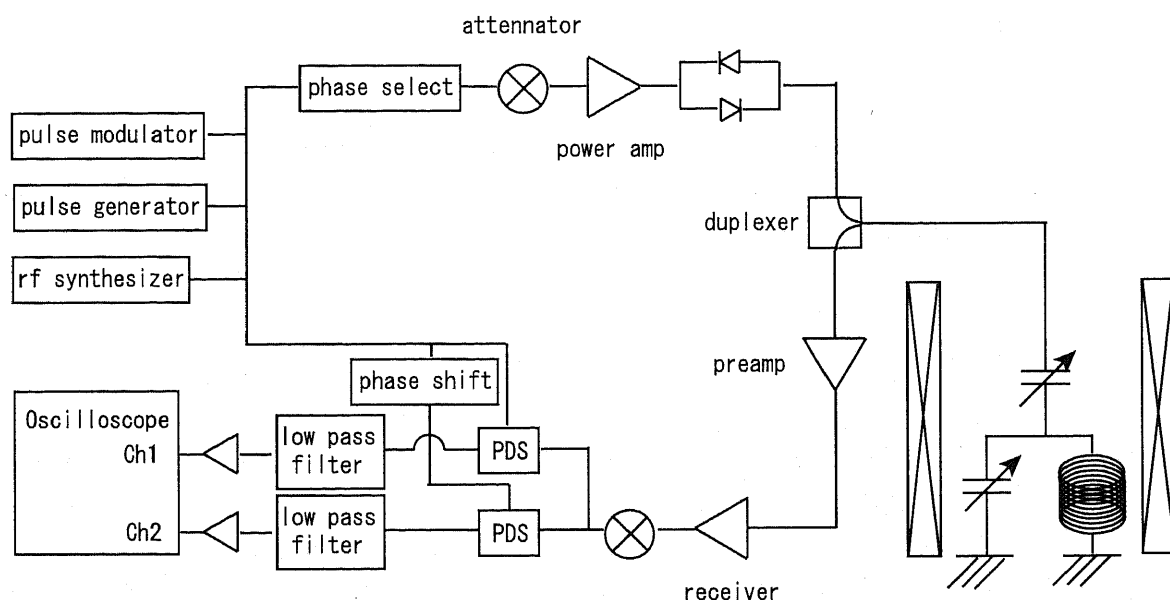 attennator
phase select
pulse modulator
power amp
pulse generator
duplexer
rf synthesizer
preamp
phase shift
Oscilloscope
Ch1
low pass
filter
PDS
Ch2
low pass
filter
PDS
receiver